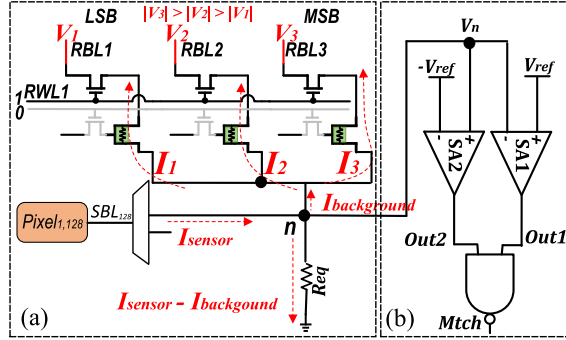 LSB |V3| > |V2| > |V1| MSB
V1 V2 V3
RBL1 RBL2 RBL3
1 RWL1
0
I1 I2 I3
Pixel1,128 SBL128
Isensor
n
Ibackground
Isensor - Ibackgound
Req
(a)
Vn
-Vref Vref
- + - +
SA2 SA1
Out2 Out1
Mtch
(b)